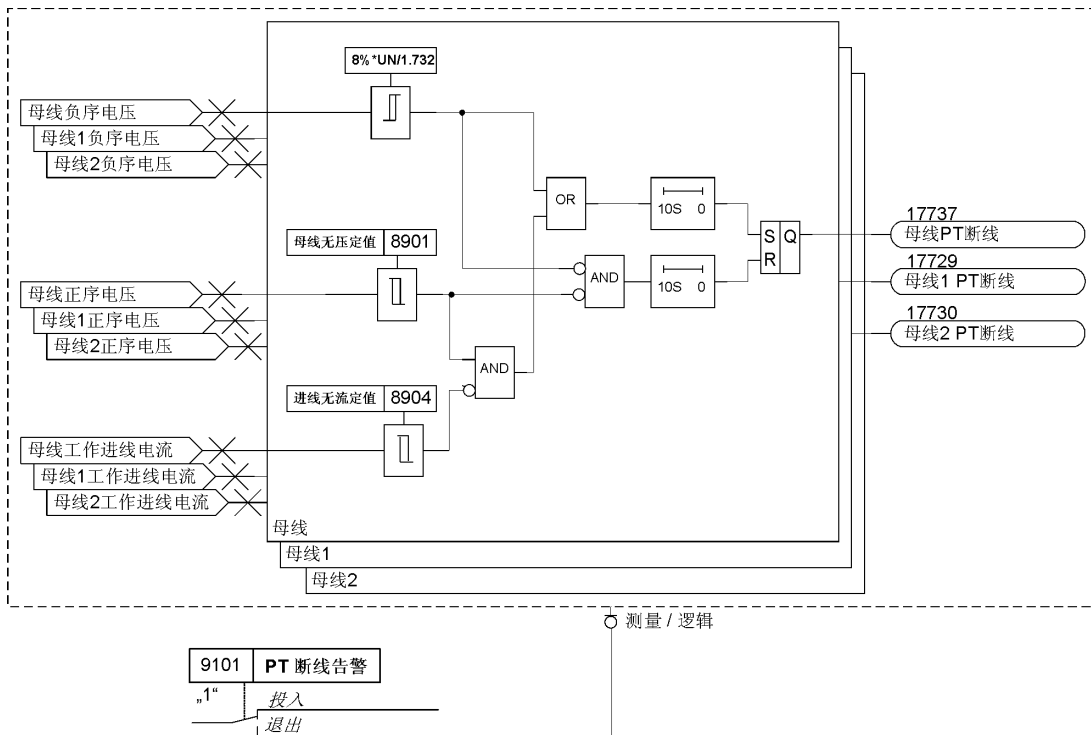 8%*UN/1.732
母线负序电压
母线1负序电压
母线2负序电压
OR
10S 0
母线无压定值 8901
S Q
R
17737
母线PT断线
AND
10S 0
17729
母线1 PT断线
母线正序电压
母线1正序电压
母线2正序电压
17730
母线2 PT断线
AND
进线无流定值 8904
母线工作进线电流
母线1工作进线电流
母线2工作进线电流
母线
母线1
母线2
测量 / 逻辑
9101 PT 断线告警
„1“
投入
退出